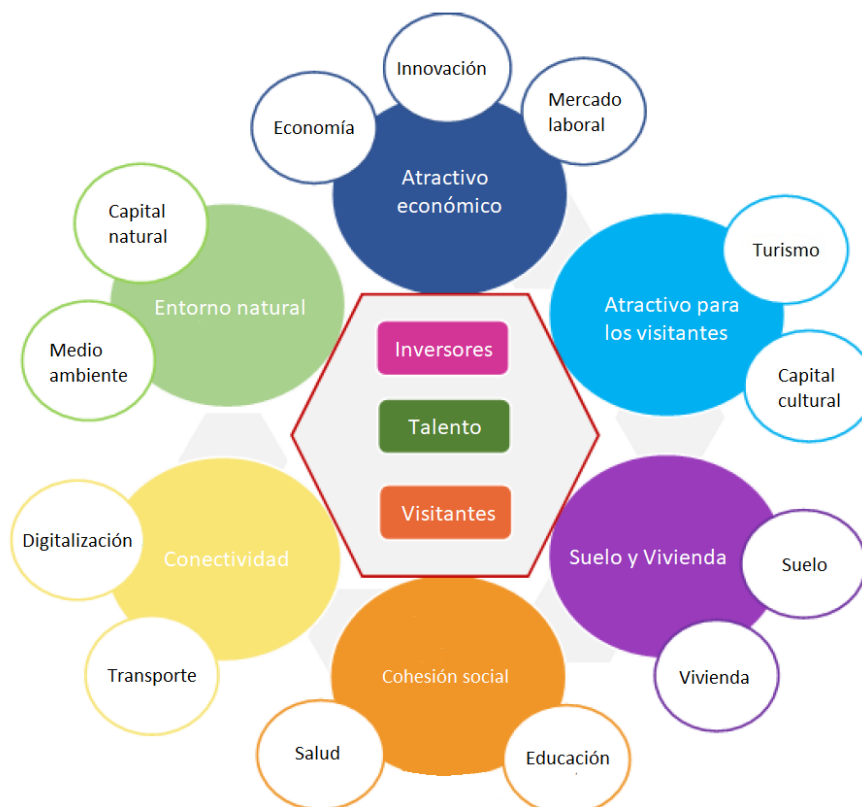 Innovación
Economía
Mercado
laboral
Atractivo
económico
Capital
natural
Entorno natural
Medio
ambiente
Turismo
Atractivo para
los visitantes
Capital
cultural
Inversores
Talento
Visitantes
Digitalización
Conectividad
Transporte
Suelo y Vivienda
Suelo
Vivienda
Cohesión social
Salud
Educación